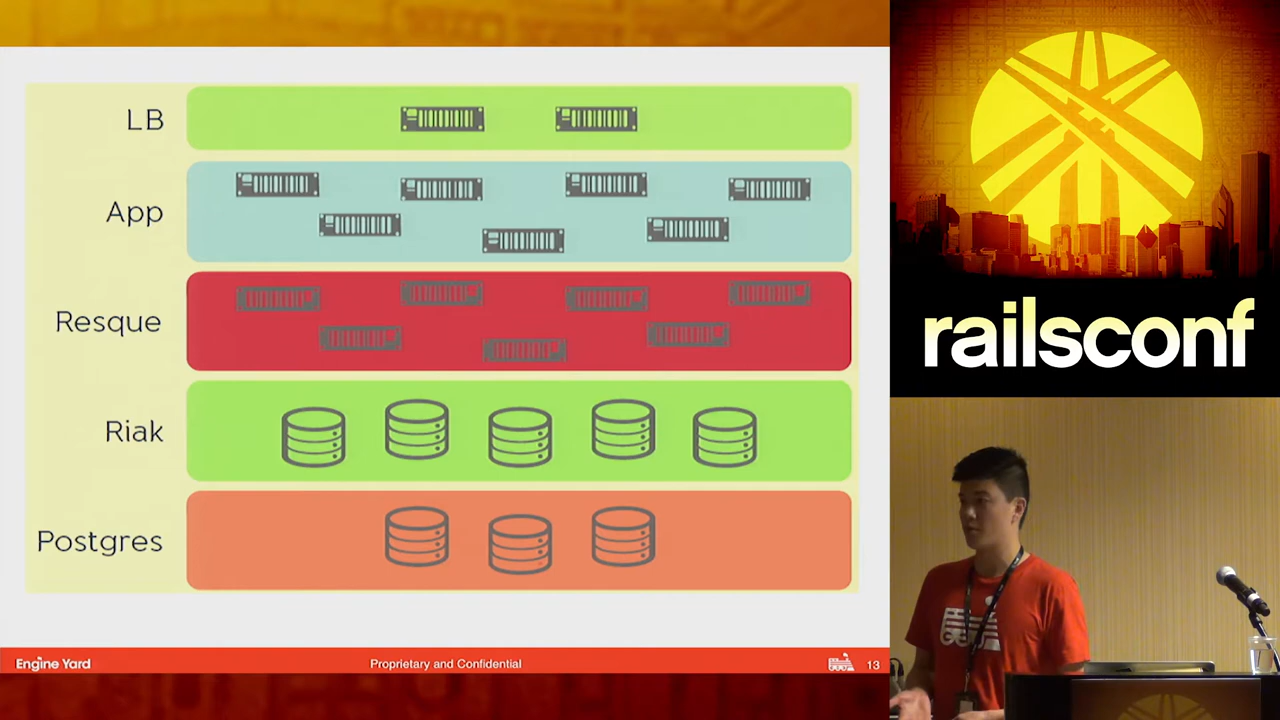 LB
App
Resque
Riak
Postgres
Engine Yard
Proprietary and Confidential
13
railsconf